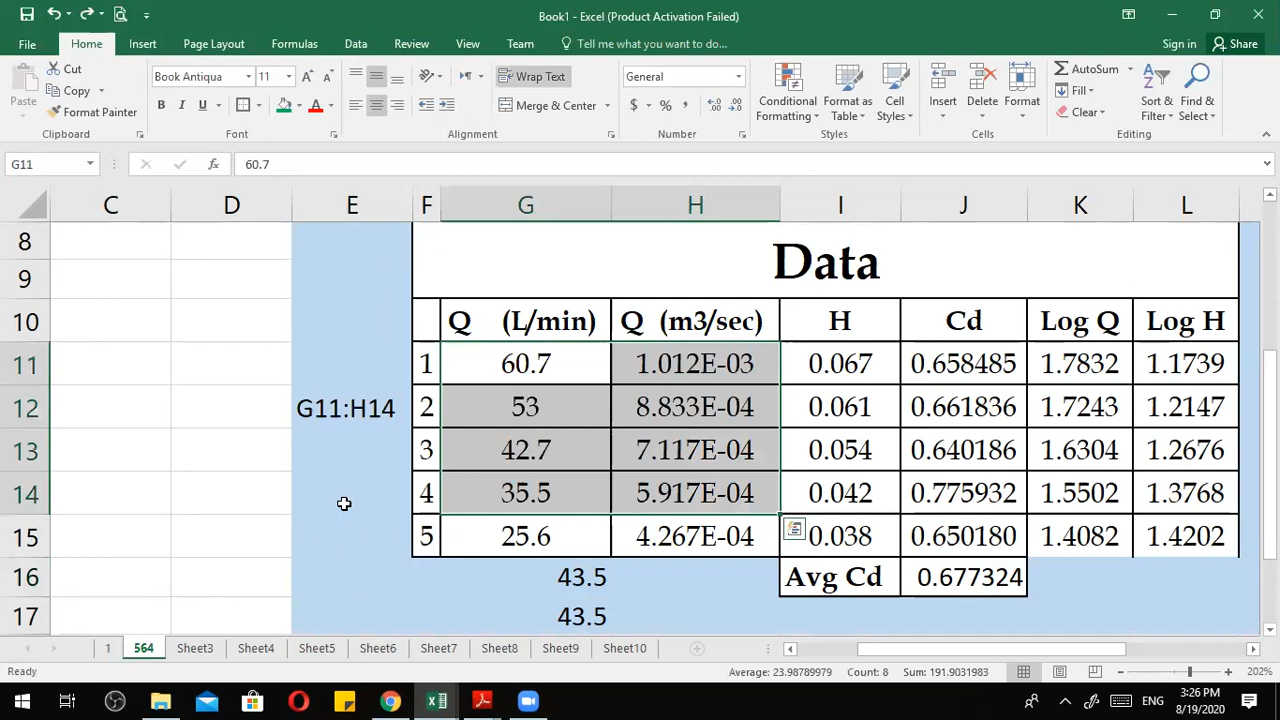 Book1 - Excel (Product Activation Failed)
File Home Insert Page Layout Formulas Data Review View Team Tell me what you want to do... Sign in Share
Paste Cut Copy Format Painter
Clipboard
Book Antiqua 11
B I U A
Font
Wrap Text
Merge & Center
Alignment
General
$ % ,
Number
Conditional Formatting Format as Table Cell Styles
Styles
Insert Delete Format
Cells
AutoSum Fill Clear
Sort & Filter Find & Select
Editing
G11 fx 60.7
C D E F G H I J K L
8 Data
9
10 Q (L/min) Q (m3/sec) H Cd Log Q Log H
11 1 60.7 1.012E-03 0.067 0.658485 1.7832 1.1739
12 G11:H14 2 53 8.833E-04 0.061 0.661836 1.7243 1.2147
13 3 42.7 7.117E-04 0.054 0.640186 1.6304 1.2676
14 4 35.5 5.917E-04 0.042 0.775932 1.5502 1.3768
15 5 25.6 4.267E-04 0.038 0.650180 1.4082 1.4202
16 43.5 Avg Cd 0.677324
17 43.5
1 564 Sheet3 Sheet4 Sheet5 Sheet6 Sheet7 Sheet8 Sheet9 Sheet10
Ready Average: 23.98789979 Count: 8 Sum: 191.9031983 202%
ENG 3:26 PM
8/19/2020